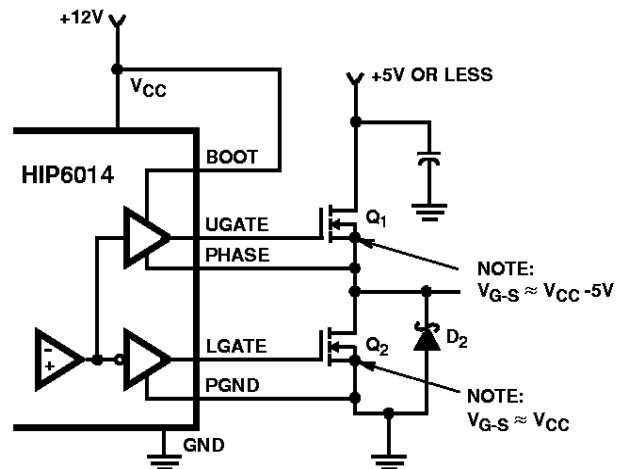 +12V
VCC
+5V OR LESS
BOOT
HIP6014
UGATE
Q1
PHASE
NOTE:
VG-S ≈ VCC -5V
- +
LGATE
Q2
D2
PGND
NOTE:
VG-S ≈ VCC
GND